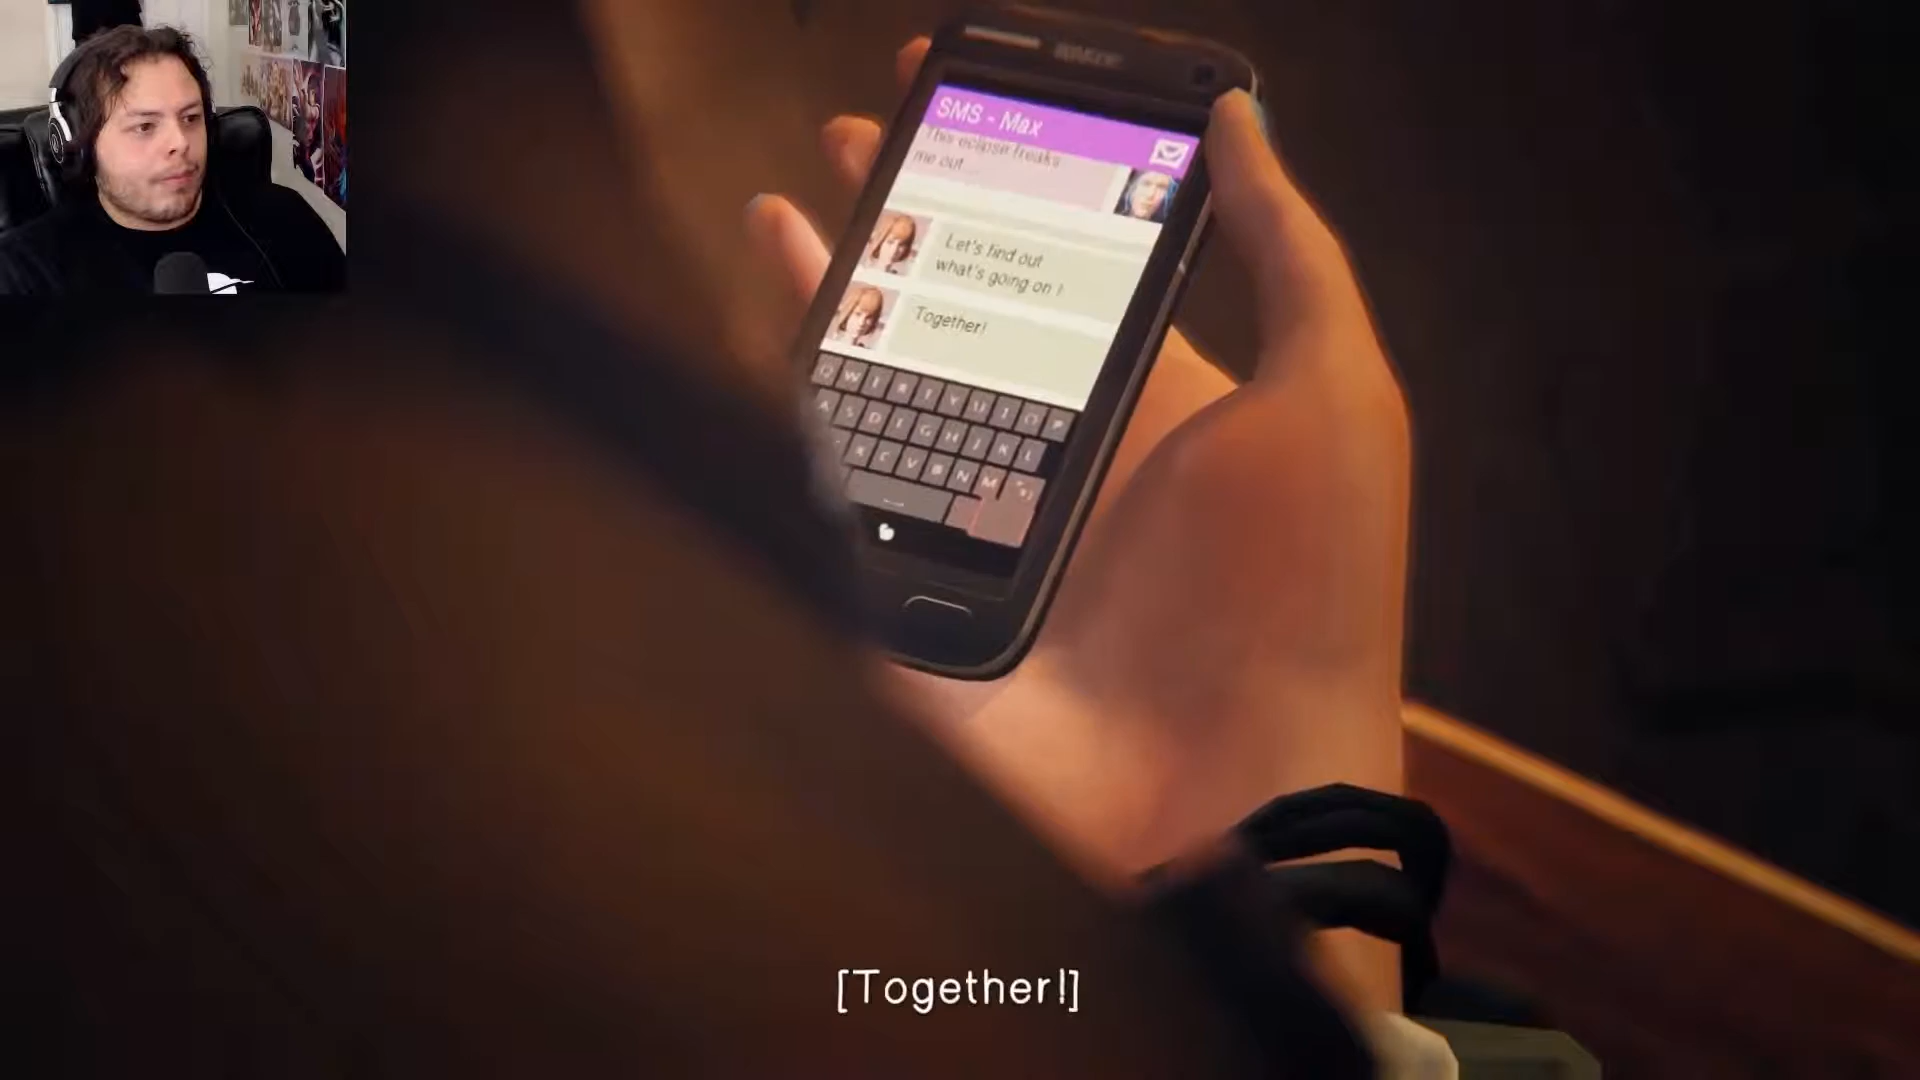 SMS - Max
This eclipse freaks
me out...
Let's find out
what's going on !
Together!
Q W E R T Y U I O P
A S D F G H J K L
X C V B N M
[Together!]